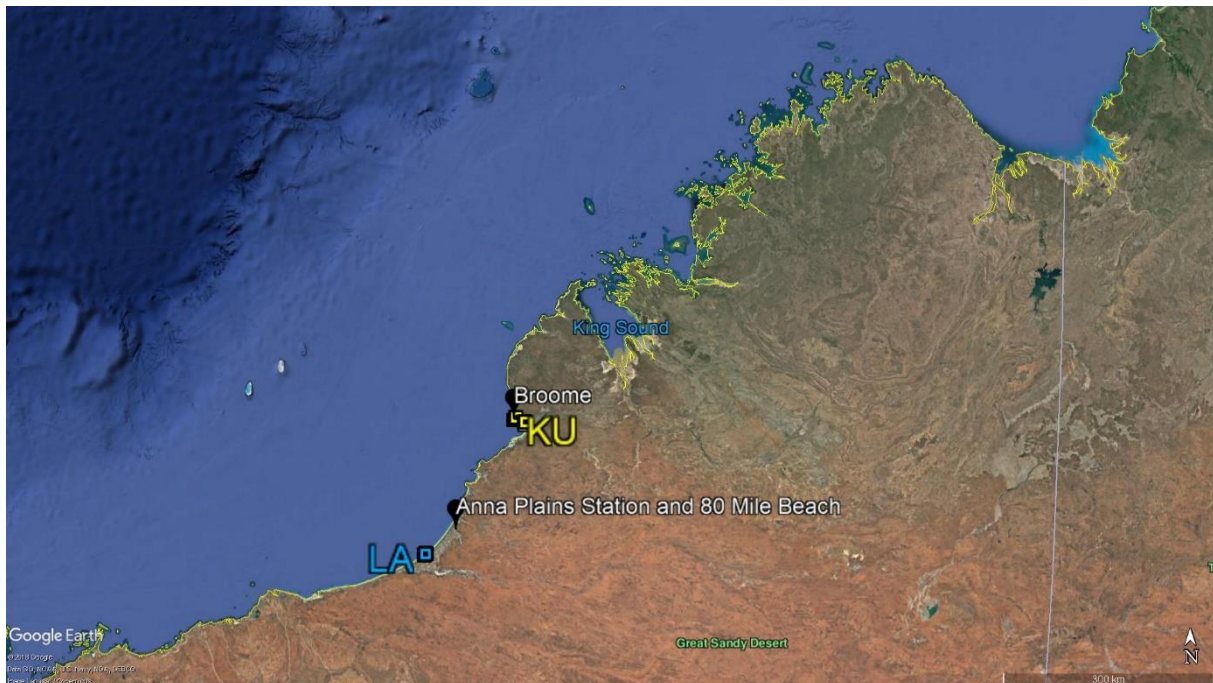 King Sound
Broome
KU
Anna Plains Station and 80 Mile Beach
LA
Google Earth
Great Sandy Desert
N
300 km